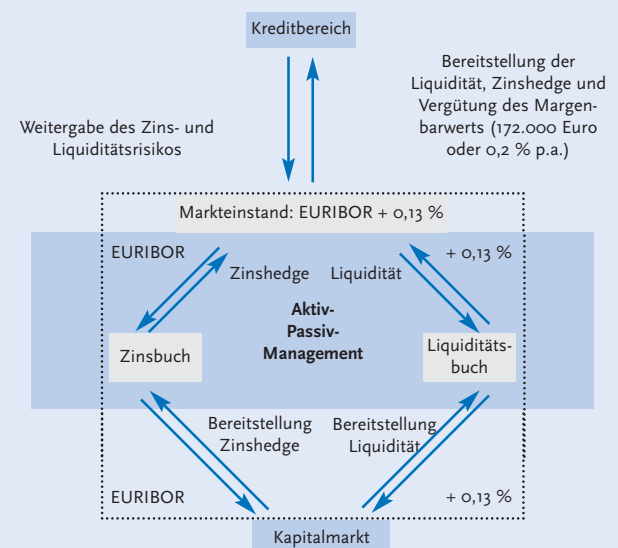 Kreditbereich
Bereitstellung der
Liquidität, Zinshedge und
Vergütung des Margen-
barwerts (172.000 Euro
oder 0,2 % p.a.)
Weitergabe des Zins- und
Liquiditätsrisikos
Markteinstand: EURIBOR + 0,13 %
EURIBOR
+ 0,13 %
Zinshedge
Liquidität
Aktiv-
Passiv-
Management
Zinsbuch
Liquiditäts-
buch
Bereitstellung
Zinshedge
Bereitstellung
Liquidität
EURIBOR
+ 0,13 %
Kapitalmarkt